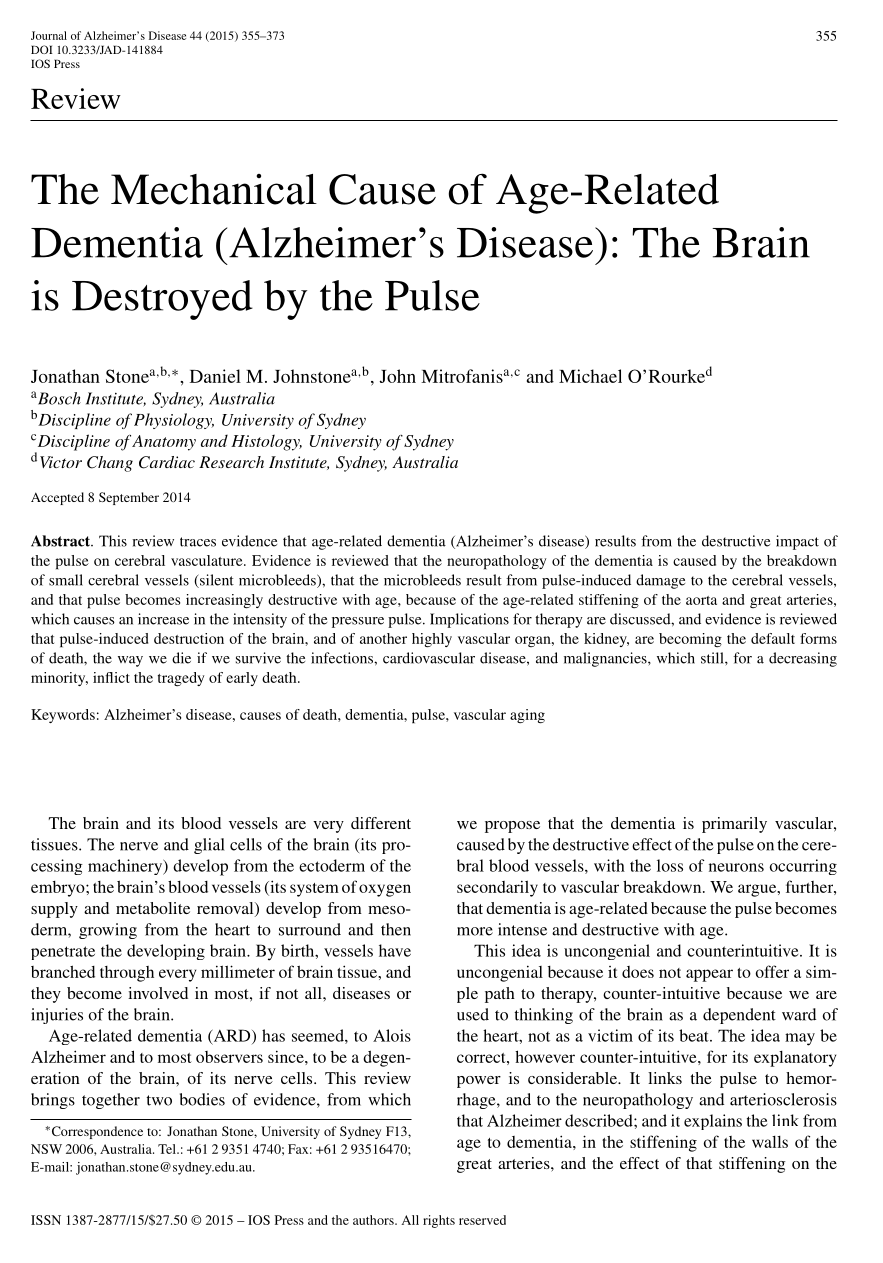 Journal of Alzheimer's Disease 44 (2015) 355–373
DOI 10.3233/JAD-141884
IOS Press
355
Review
The Mechanical Cause of Age-Related
Dementia (Alzheimer's Disease): The Brain
is Destroyed by the Pulse
Jonathan Stone^a,b,∗, Daniel M. Johnstone^a,b, John Mitrofanis^a,c and Michael O'Rourke^d
^a Bosch Institute, Sydney, Australia
^b Discipline of Physiology, University of Sydney
^c Discipline of Anatomy and Histology, University of Sydney
^d Victor Chang Cardiac Research Institute, Sydney, Australia
Accepted 8 September 2014
Abstract. This review traces evidence that age-related dementia (Alzheimer's disease) results from the destructive impact of
the pulse on cerebral vasculature. Evidence is reviewed that the neuropathology of the dementia is caused by the breakdown
of small cerebral vessels (silent microbleeds), that the microbleeds result from pulse-induced damage to the cerebral vessels,
and that pulse becomes increasingly destructive with age, because of the age-related stiffening of the aorta and great arteries,
which causes an increase in the intensity of the pressure pulse. Implications for therapy are discussed, and evidence is reviewed
that pulse-induced destruction of the brain, and of another highly vascular organ, the kidney, are becoming the default forms
of death, the way we die if we survive the infections, cardiovascular disease, and malignancies, which still, for a decreasing
minority, inflict the tragedy of early death.
Keywords: Alzheimer's disease, causes of death, dementia, pulse, vascular aging
The brain and its blood vessels are very different
tissues. The nerve and glial cells of the brain (its pro-
cessing machinery) develop from the ectoderm of the
embryo; the brain's blood vessels (its system of oxygen
supply and metabolite removal) develop from meso-
derm, growing from the heart to surround and then
penetrate the developing brain. By birth, vessels have
branched through every millimeter of brain tissue, and
they become involved in most, if not all, diseases or
injuries of the brain.
Age-related dementia (ARD) has seemed, to Alois
Alzheimer and to most observers since, to be a degen-
eration of the brain, of its nerve cells. This review
brings together two bodies of evidence, from which
∗Correspondence to: Jonathan Stone, University of Sydney F13,
NSW 2006, Australia. Tel.: +61 2 9351 4740; Fax: +61 2 93516470;
E-mail: jonathan.stone@sydney.edu.au.
we propose that the dementia is primarily vascular,
caused by the destructive effect of the pulse on the cere-
bral blood vessels, with the loss of neurons occurring
secondarily to vascular breakdown. We argue, further,
that dementia is age-related because the pulse becomes
more intense and destructive with age.
This idea is uncongenial and counterintuitive. It is
uncongenial because it does not appear to offer a sim-
ple path to therapy, counter-intuitive because we are
used to thinking of the brain as a dependent ward of
the heart, not as a victim of its beat. The idea may be
correct, however counter-intuitive, for its explanatory
power is considerable. It links the pulse to hemor-
rhage, and to the neuropathology and arteriosclerosis
that Alzheimer described; and it explains the link from
age to dementia, in the stiffening of the walls of the
great arteries, and the effect of that stiffening on the
ISSN 1387-2877/15/$27.50 © 2015 – IOS Press and the authors. All rights reserved